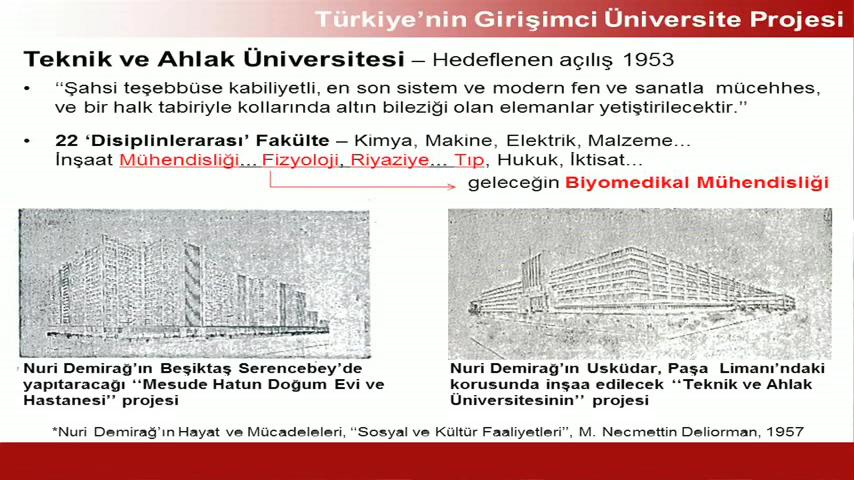 Türkiye’nin Girişimci Üniversite Projesi
Teknik ve Ahlak Üniversitesi – Hedeflenen açılış 1953
• ‘‘Şahsi teşebbüse kabiliyetli, en son sistem ve modern fen ve sanatla mücehhes,
ve bir halk tabiriyle kollarında altın bileziği olan elemanlar yetiştirilecektir.’’
• 22 ‘Disiplinlerarası’ Fakülte – Kimya, Makine, Elektrik, Malzeme…
İnşaat Mühendisliği… Fizyoloji, Riyaziye… Tıp, Hukuk, İktisat…
geleceğin Biyomedikal Mühendisliği
Nuri Demirağ’ın Beşiktaş Serencebey’de
yapıtaracağı ‘‘Mesude Hatun Doğum Evi ve
Hastanesi’’ projesi
Nuri Demirağ’ın Usküdar, Paşa Limanı’ndaki
korusunda inşaa edilecek ‘‘Teknik ve Ahlak
Üniversitesinin’’ projesi
*Nuri Demirağ’ın Hayat ve Mücadeleleri, ‘‘Sosyal ve Kültür Faaliyetleri’’, M. Necmettin Deliorman, 1957